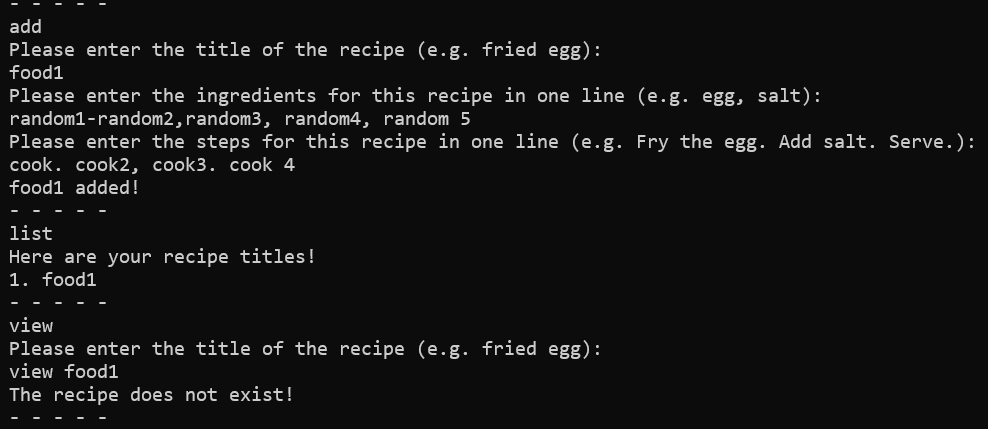 - - - - -
add
Please enter the title of the recipe (e.g. fried egg):
food1
Please enter the ingredients for this recipe in one line (e.g. egg, salt):
random1-random2,random3, random4, random 5
Please enter the steps for this recipe in one line (e.g. Fry the egg. Add salt. Serve.):
cook. cook2, cook3. cook 4
food1 added!
- - - - -
list
Here are your recipe titles!
1. food1
- - - - -
view
Please enter the title of the recipe (e.g. fried egg):
view food1
The recipe does not exist!
- - - - -